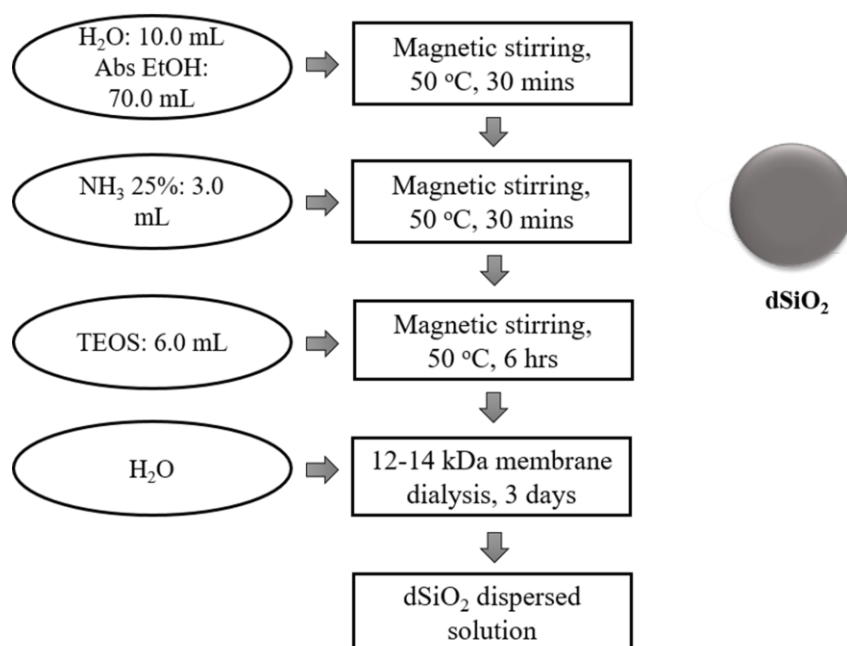 H₂O: 10.0 mL
Abs EtOH:
70.0 mL
Magnetic stirring,
50 °C, 30 mins
NH₃ 25%: 3.0
mL
Magnetic stirring,
50 °C, 30 mins
dSiO₂
TEOS: 6.0 mL
Magnetic stirring,
50 °C, 6 hrs
H₂O
12-14 kDa membrane
dialysis, 3 days
dSiO₂ dispersed
solution